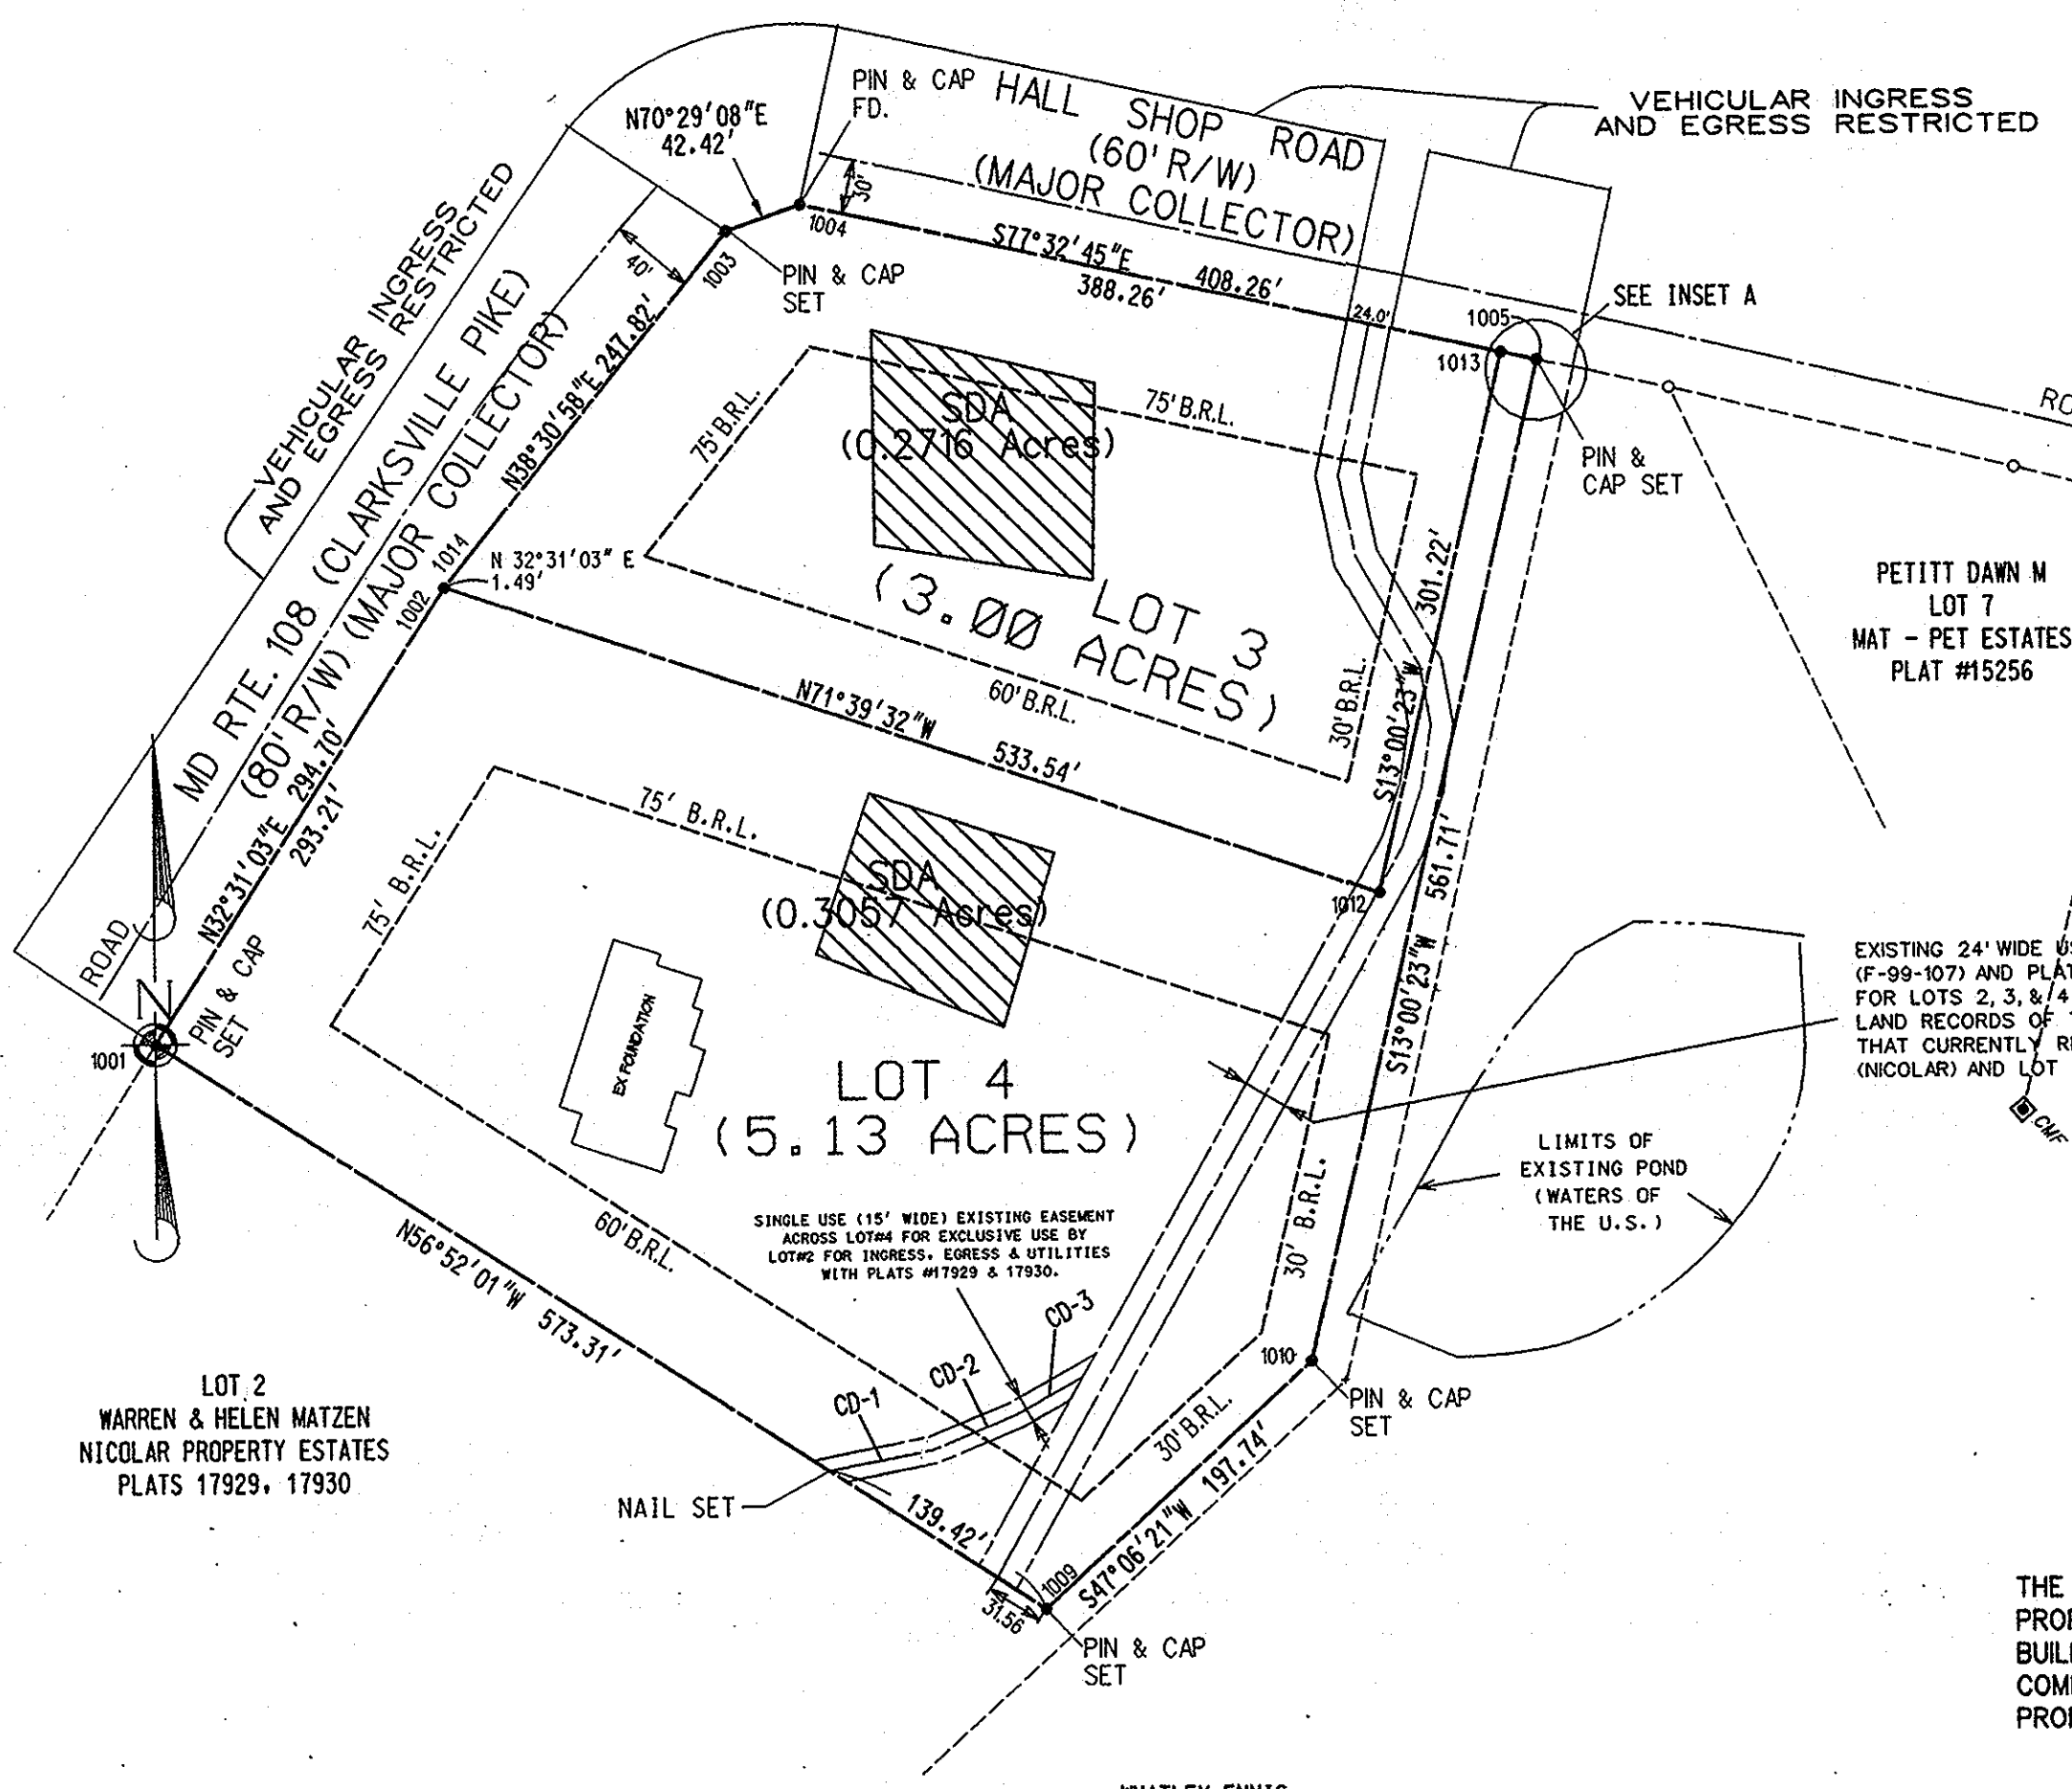 N70°29'08"E
42.42'
PIN & CAP
FD.
HALL SHOP ROAD
(60' R/W)
(MAJOR COLLECTOR)
VEHICULAR INGRESS
AND EGRESS RESTRICTED
VEHICULAR INGRESS
AND EGRESS RESTRICTED
30'
1004
S77°32'45"E 408.26'
388.26'
24.0'
1005
SEE INSET A
1013
40'
1003
PIN & CAP
SET
MD RTE. 108 (CLARKSVILLE PIKE)
(80' R/W) (MAJOR COLLECTOR)
N38°30'58"E 247.82'
75' B.R.L.
SDA
(0.2716 Acres)
75' B.R.L.
PIN &
CAP SET
1014
N 32°31'03" E
1.49'
1002
LOT 3
(3.00 ACRES)
301.22'
S13°00'23"W
PETITT DAWN M
LOT 7
MAT - PET ESTATES
PLAT #15256
N71°39'32"W 533.54'
60' B.R.L.
30' B.R.L.
N32°31'03"E 294.70'
293.21'
75' B.R.L.
75' B.R.L.
SDA
(0.3057 Acres)
1012
S13°00'23"W 561.71'
ROAD
N
PIN & CAP
SET
1001
EX FOUNDATION
LOT 4
(5.13 ACRES)
EXISTING 24' WIDE
(F-99-107) AND
FOR LOTS 2, 3, & 4
LAND RECORDS OF
THAT CURRENTLY
(NICOLAR) AND LOT
CMF
LIMITS OF
EXISTING POND
(WATERS OF
THE U.S.)
SINGLE USE (15' WIDE) EXISTING EASEMENT
ACROSS LOT#4 FOR EXCLUSIVE USE BY
LOT#2 FOR INGRESS, EGRESS & UTILITIES
WITH PLATS #17929 & 17930.
30' B.R.L.
N56°52'01"W 573.31'
60' B.R.L.
CD-1
CD-2
CD-3
1010
PIN & CAP
SET
LOT 2
WARREN & HELEN MATZEN
NICOLAR PROPERTY ESTATES
PLATS 17929, 17930
30' B.R.L.
NAIL SET
139.42'
S47°06'21"W 197.74'
1009
31.56
PIN & CAP
SET
THE